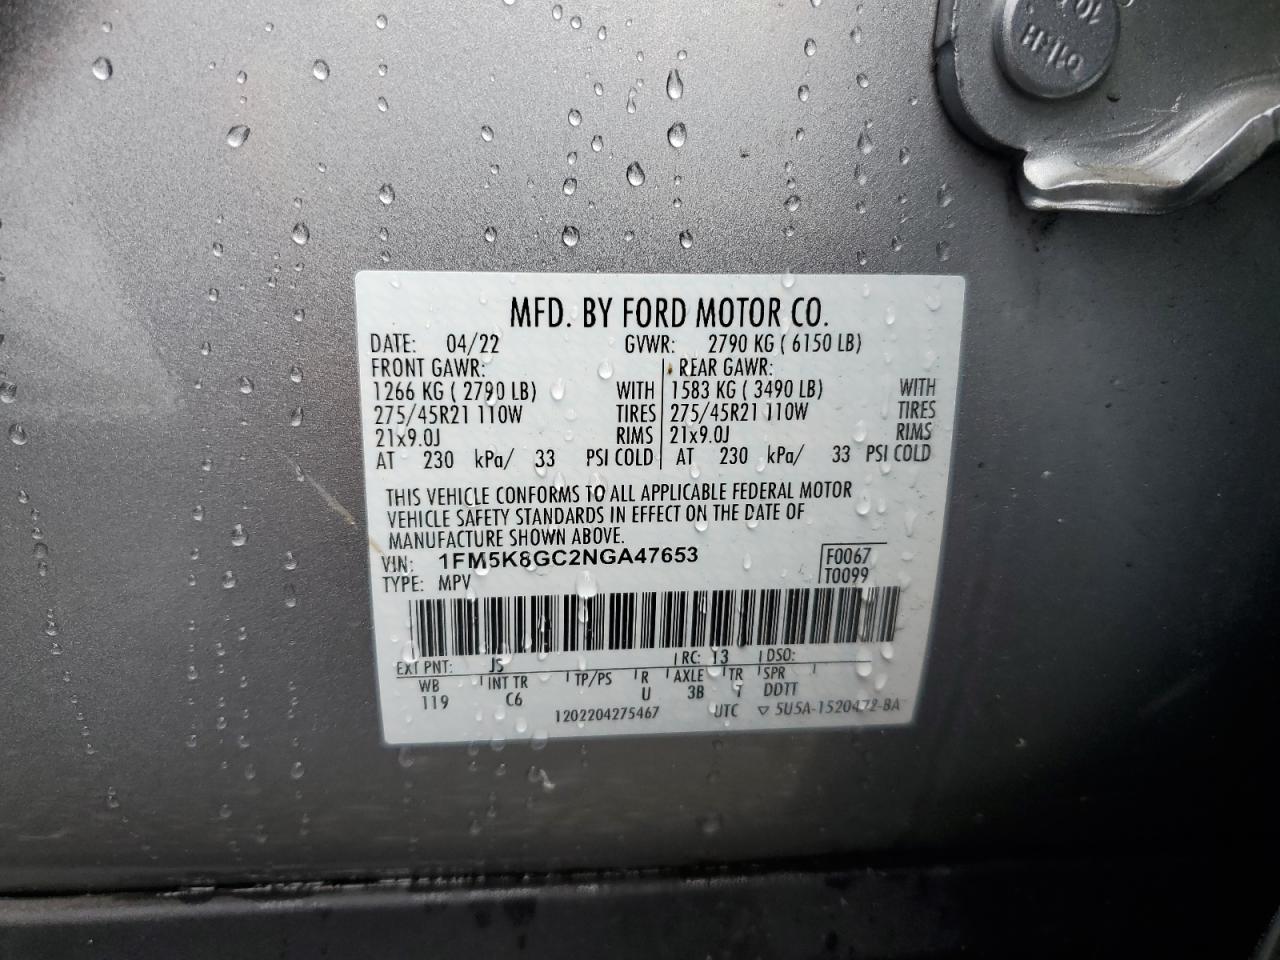 MFD. BY FORD MOTOR CO.
DATE: 04/22 GVWR: 2790 KG ( 6150 LB)
FRONT GAWR: REAR GAWR:
1266 KG ( 2790 LB) WITH 1583 KG ( 3490 LB) WITH
275/45R21 110W TIRES 275/45R21 110W TIRES
21x9.0J RIMS 21x9.0J RIMS
AT 230 kPa/ 33 PSI COLD AT 230 kPa/ 33 PSI COLD
THIS VEHICLE CONFORMS TO ALL APPLICABLE FEDERAL MOTOR
VEHICLE SAFETY STANDARDS IN EFFECT ON THE DATE OF
MANUFACTURE SHOWN ABOVE.
VIN: 1FM5K8GC2NGA47653 F0067
TYPE: MPV T0099
EXT PNT: JS RC: 13 DSO:
WB INT TR TP/PS R AXLE TR SPR
119 C6 U 3B T DDTT
1202204275467 UTC ▽ 5U5A-1520472-BA